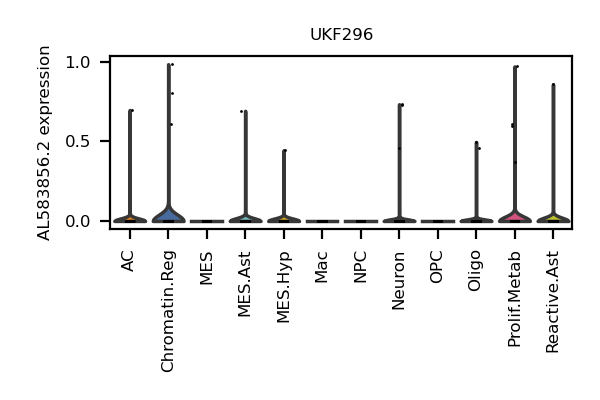 UKF296
AL583856.2 expression
1.0
0.5
0.0
AC
Chromatin.Reg
MES
MES.Ast
MES.Hyp
Mac
NPC
Neuron
OPC
Oligo
Prolif.Metab
Reactive.Ast